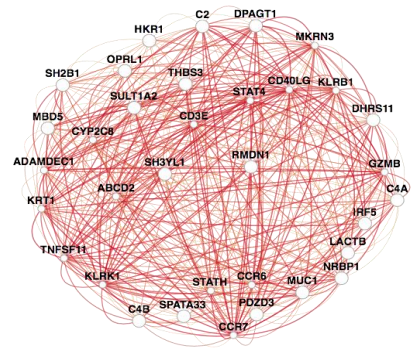 C2
DPAGT1
HKR1
MKRN3
OPRL1
THBS3
SH2B1
CD40LG
KLRB1
STAT4
SULT1A2
DHRS11
MBD5
CYP2C8
CD3E
ADAMDEC1
SH3YL1
RMDN1
GZMB
ABCD2
C4A
KRT1
IRF5
LACTB
TNFSF11
NRBP1
KLRK1
STATH
CCR6
MUC1
C4B
SPATA33
PDZD3
CCR7